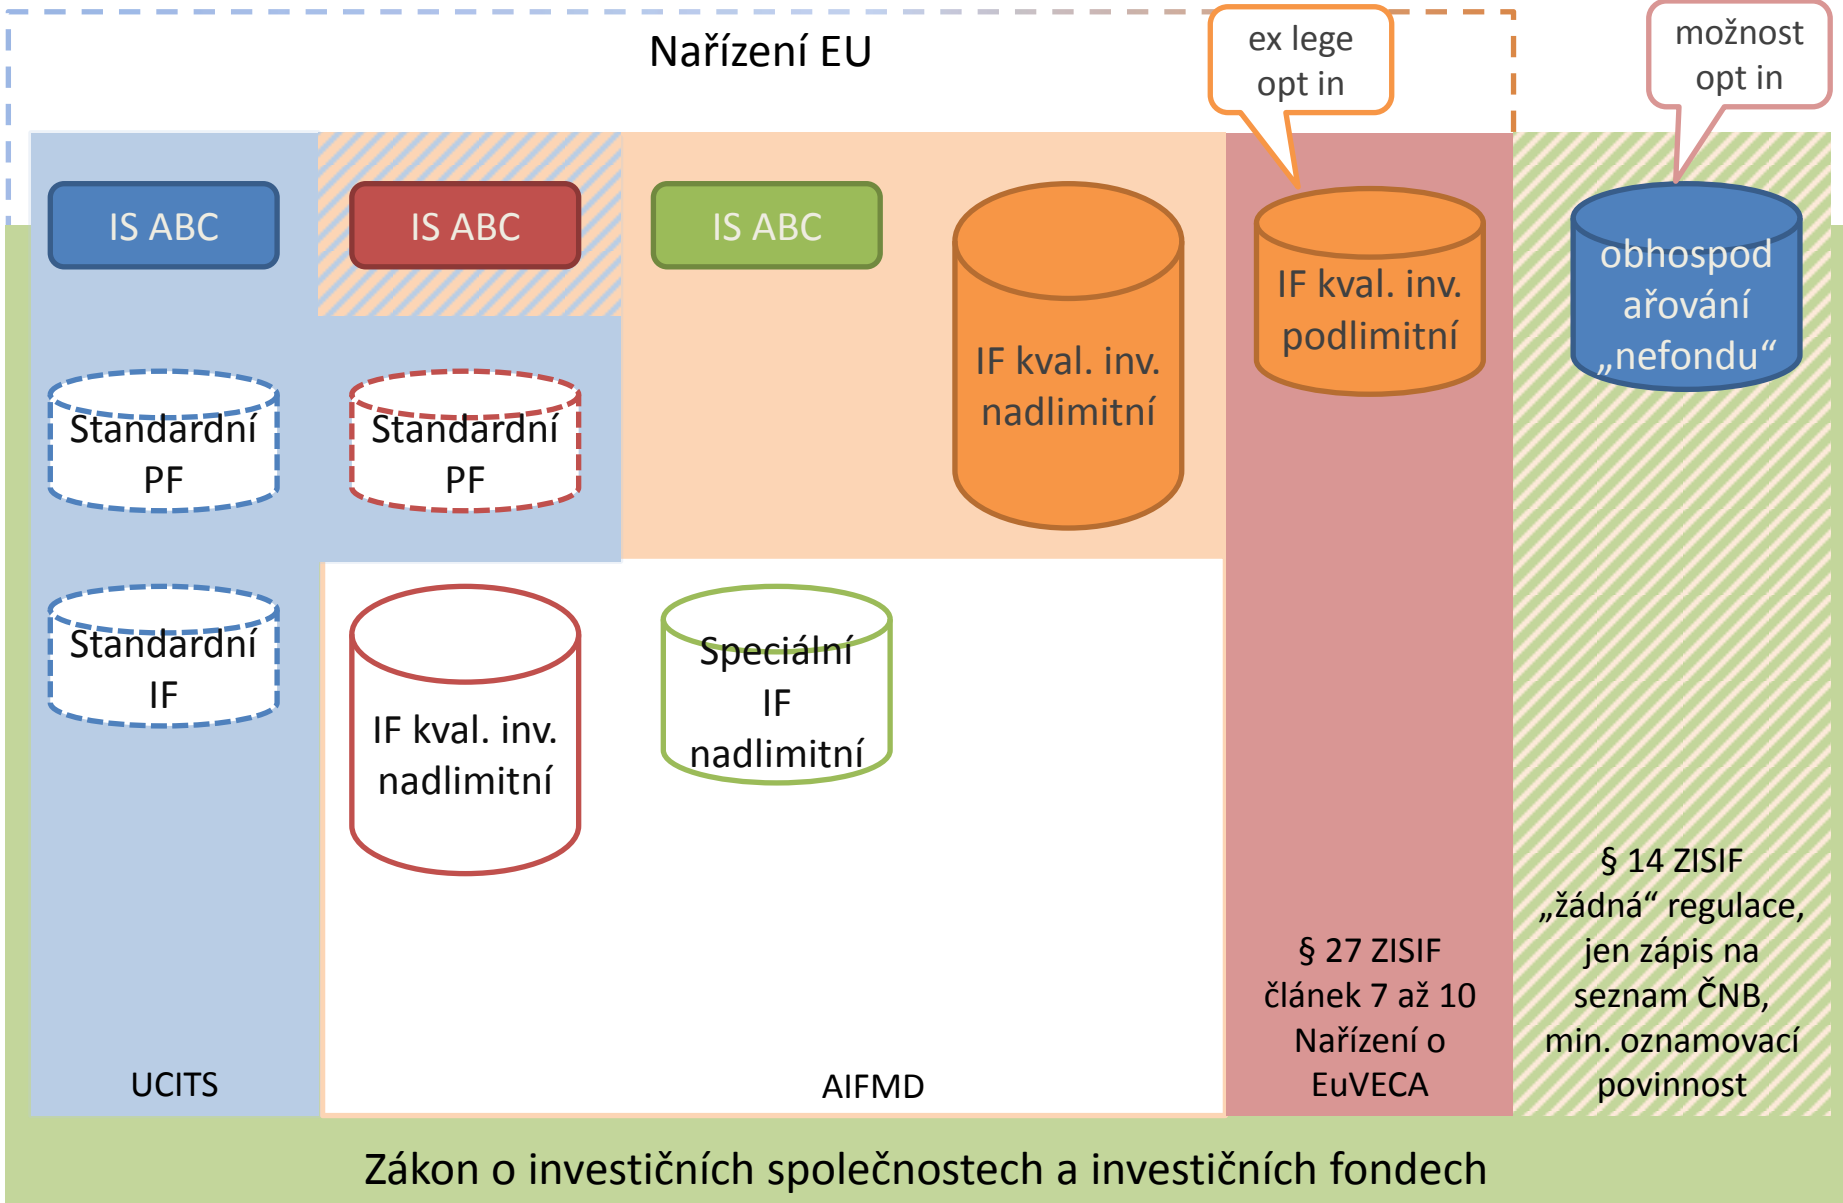 Nařízení EU
ex lege
opt in
možnost
opt in
IS ABC
IS ABC
IS ABC
IF kval. inv.
nadlimitní
IF kval. inv.
podlimitní
obhospod
ařování
„nefondu“
Standardní
PF
Standardní
PF
Standardní
IF
IF kval. inv.
nadlimitní
Speciální
IF
nadlimitní
UCITS
AIFMD
§ 27 ZISIF
článek 7 až 10
Nařízení o
EuVECA
§ 14 ZISIF
„žádná“ regulace,
jen zápis na
seznam ČNB,
min. oznamovací
povinnost
Zákon o investičních společnostech a investičních fondech